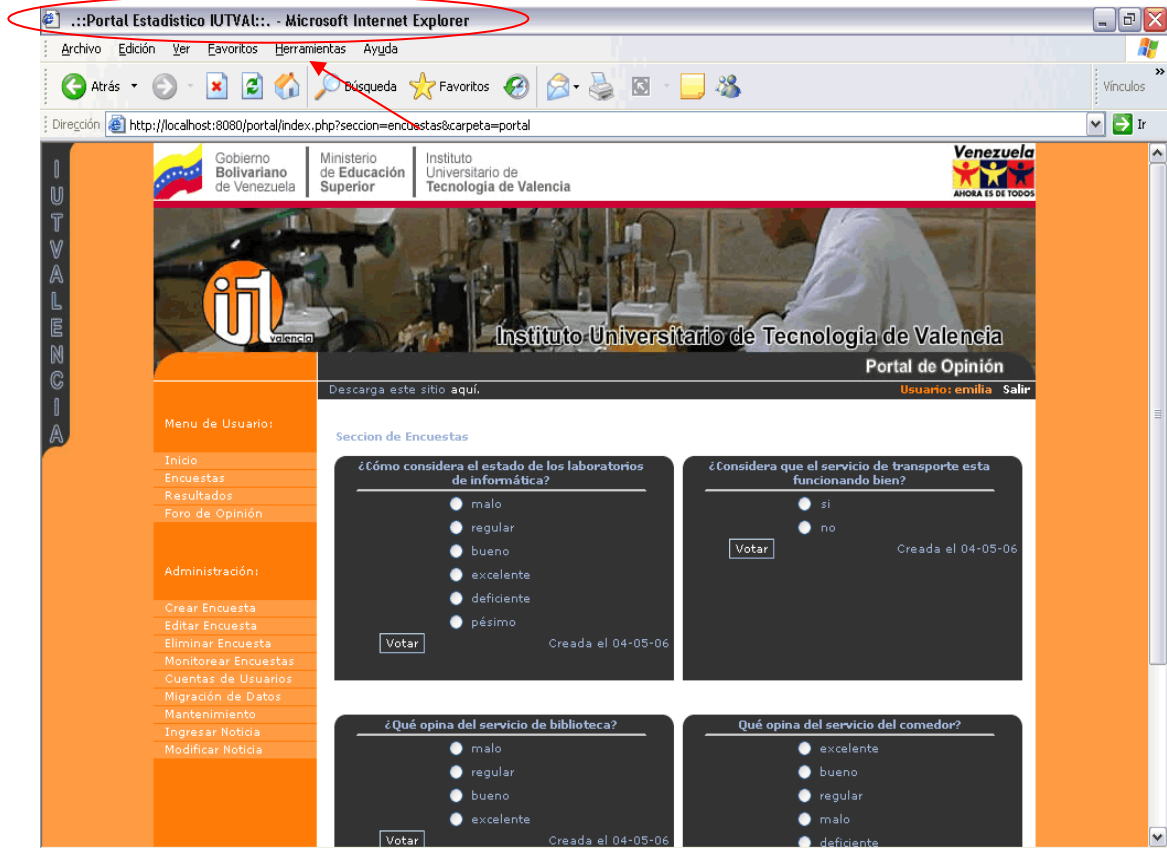 .::Portal Estadistico IUTVAL::. - Microsoft Internet Explorer
Archivo Edición Ver Favoritos Herramientas Ayuda
Atrás Búsqueda Favoritos Vínculos
Dirección http://localhost:8080/portal/index.php?seccion=encuestas&carpeta=portal Ir
IUTVALENCIA
Gobierno
Bolivariano
de Venezuela
Ministerio
de Educación
Superior
Instituto
Universitario de
Tecnología de Valencia
Venezuela
AHORA ES DE TODOS
iut
valencia
Instituto Universitario de Tecnologia de Valencia
Portal de Opinión
Descarga este sitio aquí. Usuario: emilia Salir
Menu de Usuario:
Inicio
Encuestas
Resultados
Foro de Opinión
Administración:
Crear Encuesta
Editar Encuesta
Eliminar Encuesta
Monitorear Encuestas
Cuentas de Usuarios
Migración de Datos
Mantenimiento
Ingresar Noticia
Modificar Noticia
Seccion de Encuestas
¿Cómo considera el estado de los laboratorios
de informática?
malo
regular
bueno
excelente
deficiente
pésimo
Votar Creada el 04-05-06
¿Considera que el servicio de transporte esta
funcionando bien?
si
no
Votar Creada el 04-05-06
¿Qué opina del servicio de biblioteca?
malo
regular
bueno
excelente
Votar Creada el 04-05-06
Qué opina del servicio del comedor?
excelente
bueno
regular
malo
deficiente